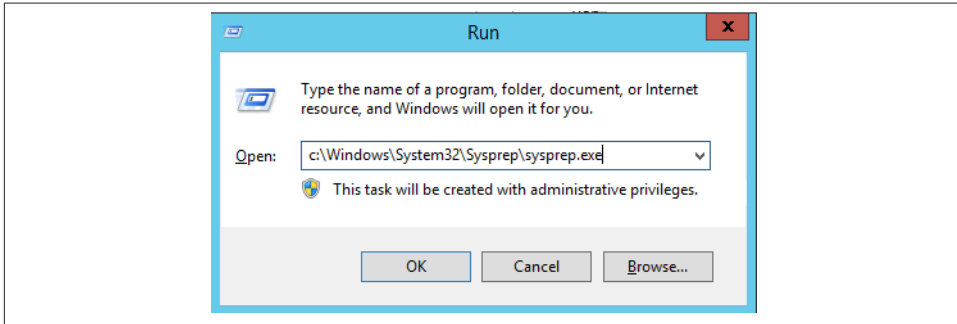 Run
x
Type the name of a program, folder, document, or Internet
resource, and Windows will open it for you.
Open:
c:\Windows\System32\Sysprep\sysprep.exe
This task will be created with administrative privileges.
OK Cancel Browse...